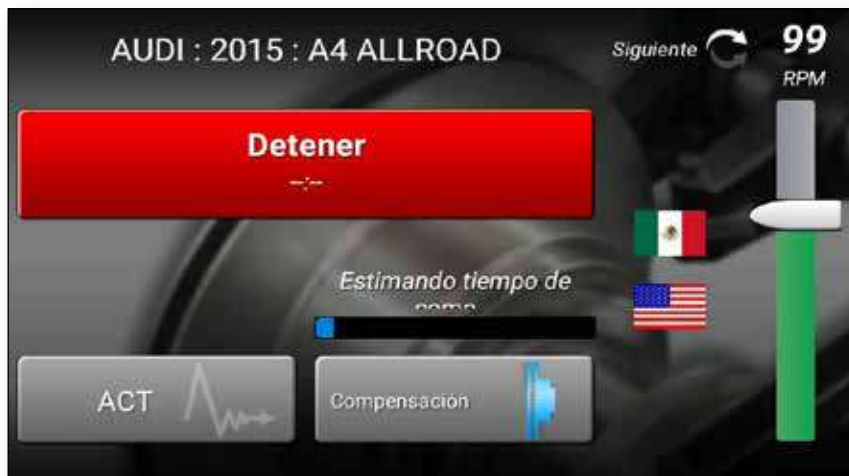 AUDI : 2015 : A4 ALLROAD
Siguiente
99
RPM
Detener
--:--
Estimando tiempo de
ACT
Compensación